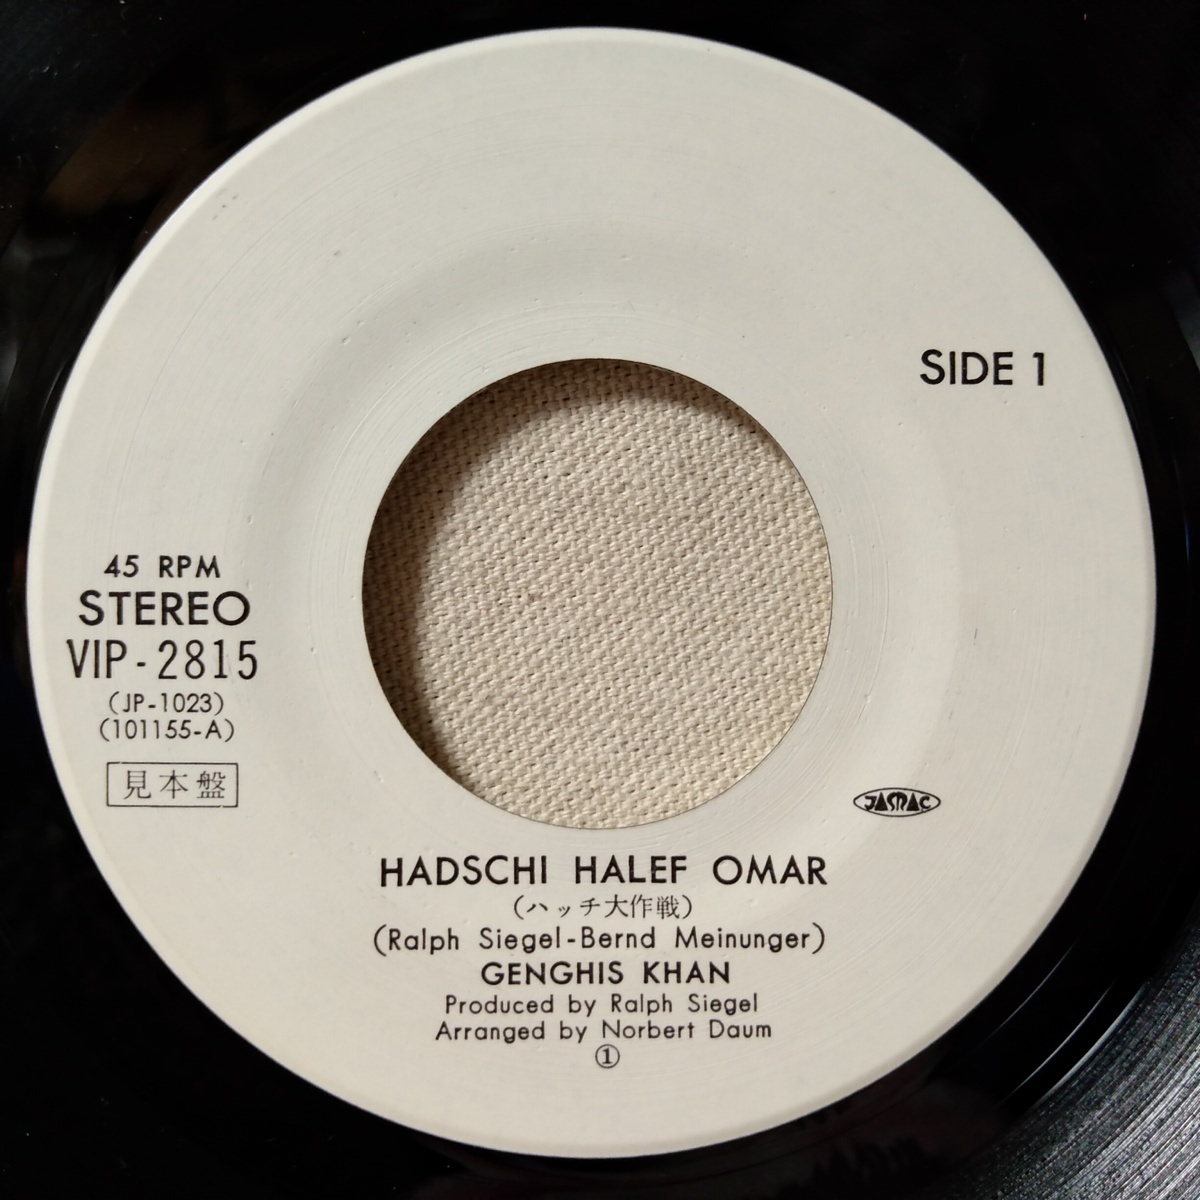 SIDE 1
45 RPM
STEREO
VIP-2815
(JP-1023)
(101155-A)
見本盤
JASRAC
HADSCHI HALEF OMAR
(ハッチ大作戦)
(Ralph Siegel-Bernd Meinunger)
GENGHIS KHAN
Produced by Ralph Siegel
Arranged by Norbert Daum
①